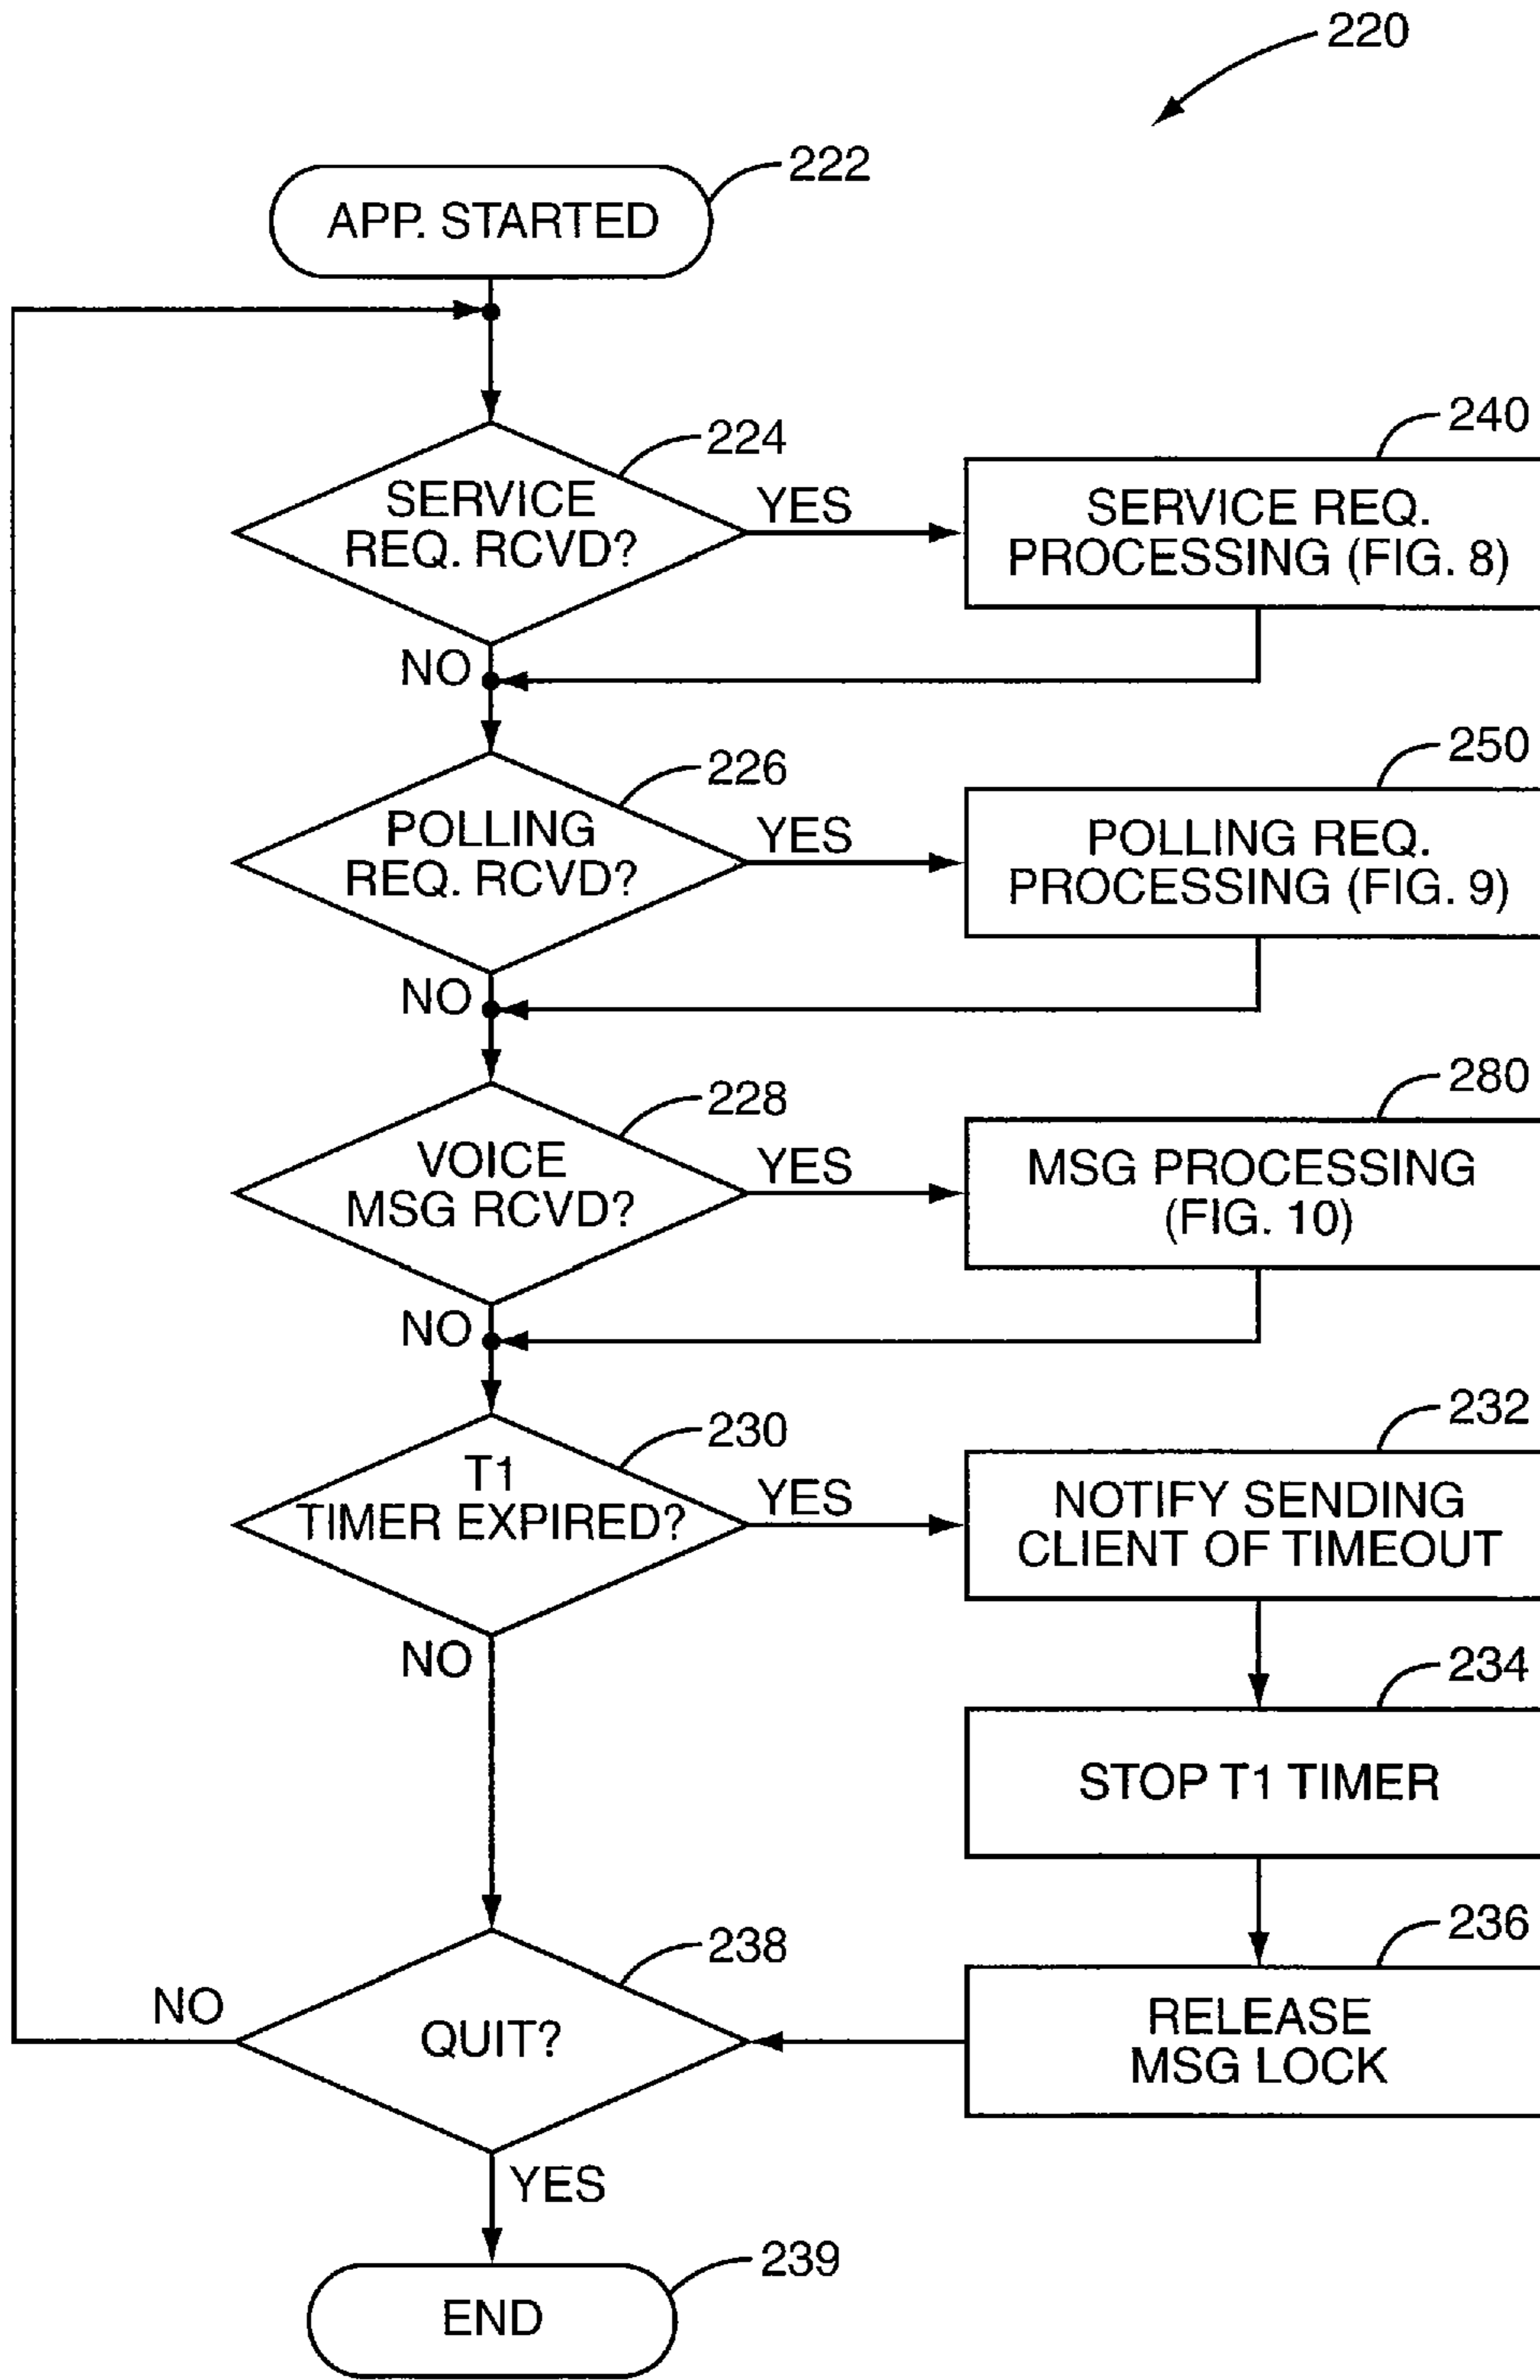 220
222
APP. STARTED
224
SERVICE
REQ. RCVD?
YES
NO
240
SERVICE REQ.
PROCESSING (FIG. 8)
226
POLLING
REQ. RCVD?
YES
NO
250
POLLING REQ.
PROCESSING (FIG. 9)
228
VOICE
MSG RCVD?
YES
NO
280
MSG PROCESSING
(FIG. 10)
230
T1
TIMER EXPIRED?
YES
NO
232
NOTIFY SENDING
CLIENT OF TIMEOUT
234
STOP T1 TIMER
236
RELEASE
MSG LOCK
238
QUIT?
NO
YES
239
END